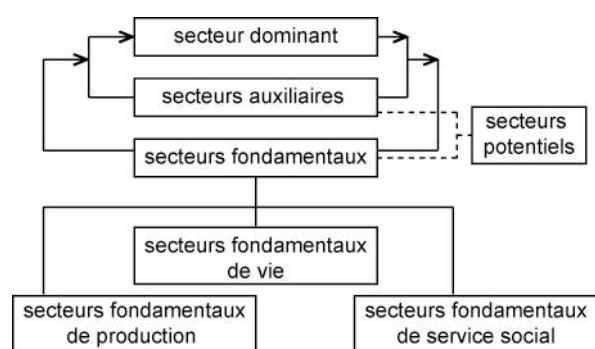 secteur dominant
secteurs auxiliaires
secteurs
potentiels
secteurs fondamentaux
secteurs fondamentaux
de vie
secteurs fondamentaux
de production
secteurs fondamentaux
de service social